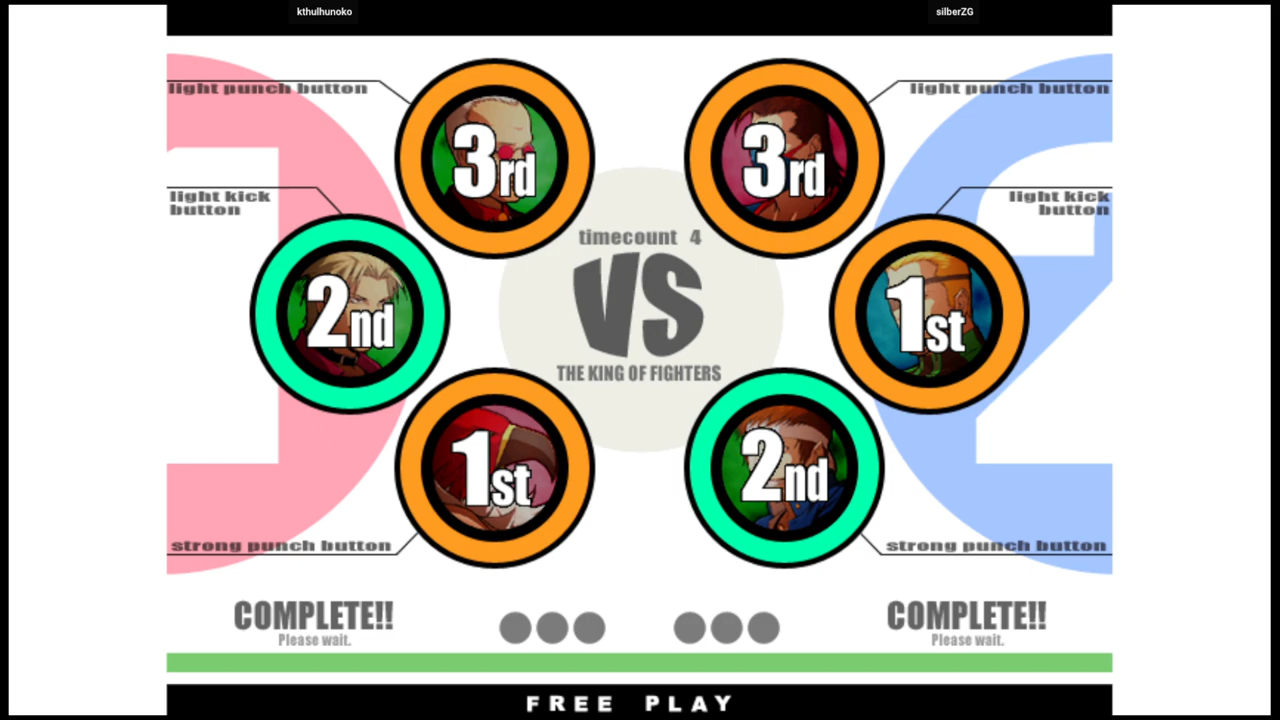 kthulhunoko
silberZG
light punch button
light punch button
3rd
3rd
light kick
button
light kick
button
timecount 4
VS
THE KING OF FIGHTERS
2nd
1st
1
2
1st
2nd
strong punch button
strong punch button
COMPLETE!!
Please wait.
COMPLETE!!
Please wait.
FREE PLAY